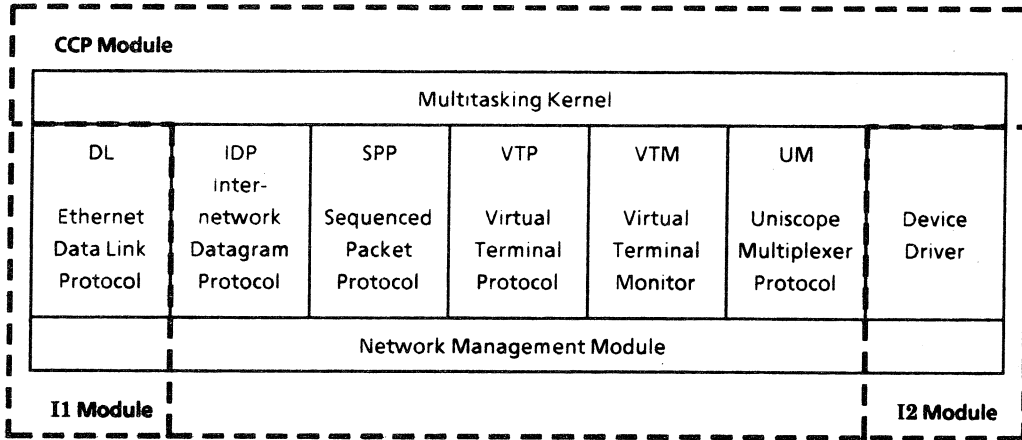 CCP Module
Multitasking Kernel
DL
Ethernet
Data Link
Protocol
IDP
inter-
network
Datagram
Protocol
SPP
Sequenced
Packet
Protocol
VTP
Virtual
Terminal
Protocol
VTM
Virtual
Terminal
Monitor
UM
Uniscope
Multiplexer
Protocol
Device
Driver
Network Management Module
I1 Module
I2 Module